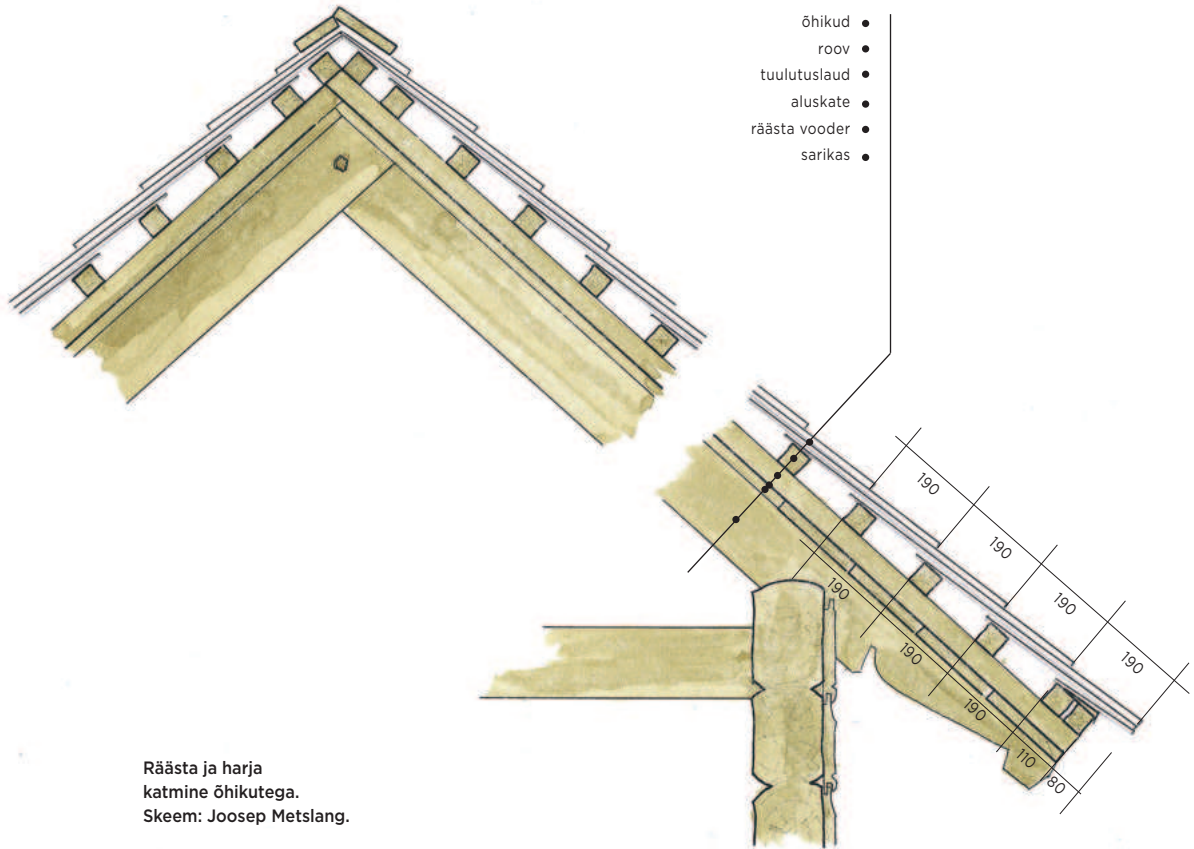 õhikud
roov
tuulutuslaud
aluskate
räästa vooder
sarikas
190
190
190
190
190
190
190
110
80
Räästa ja harja
katmine õhikutega.
Skeem: Joosep Metslang.